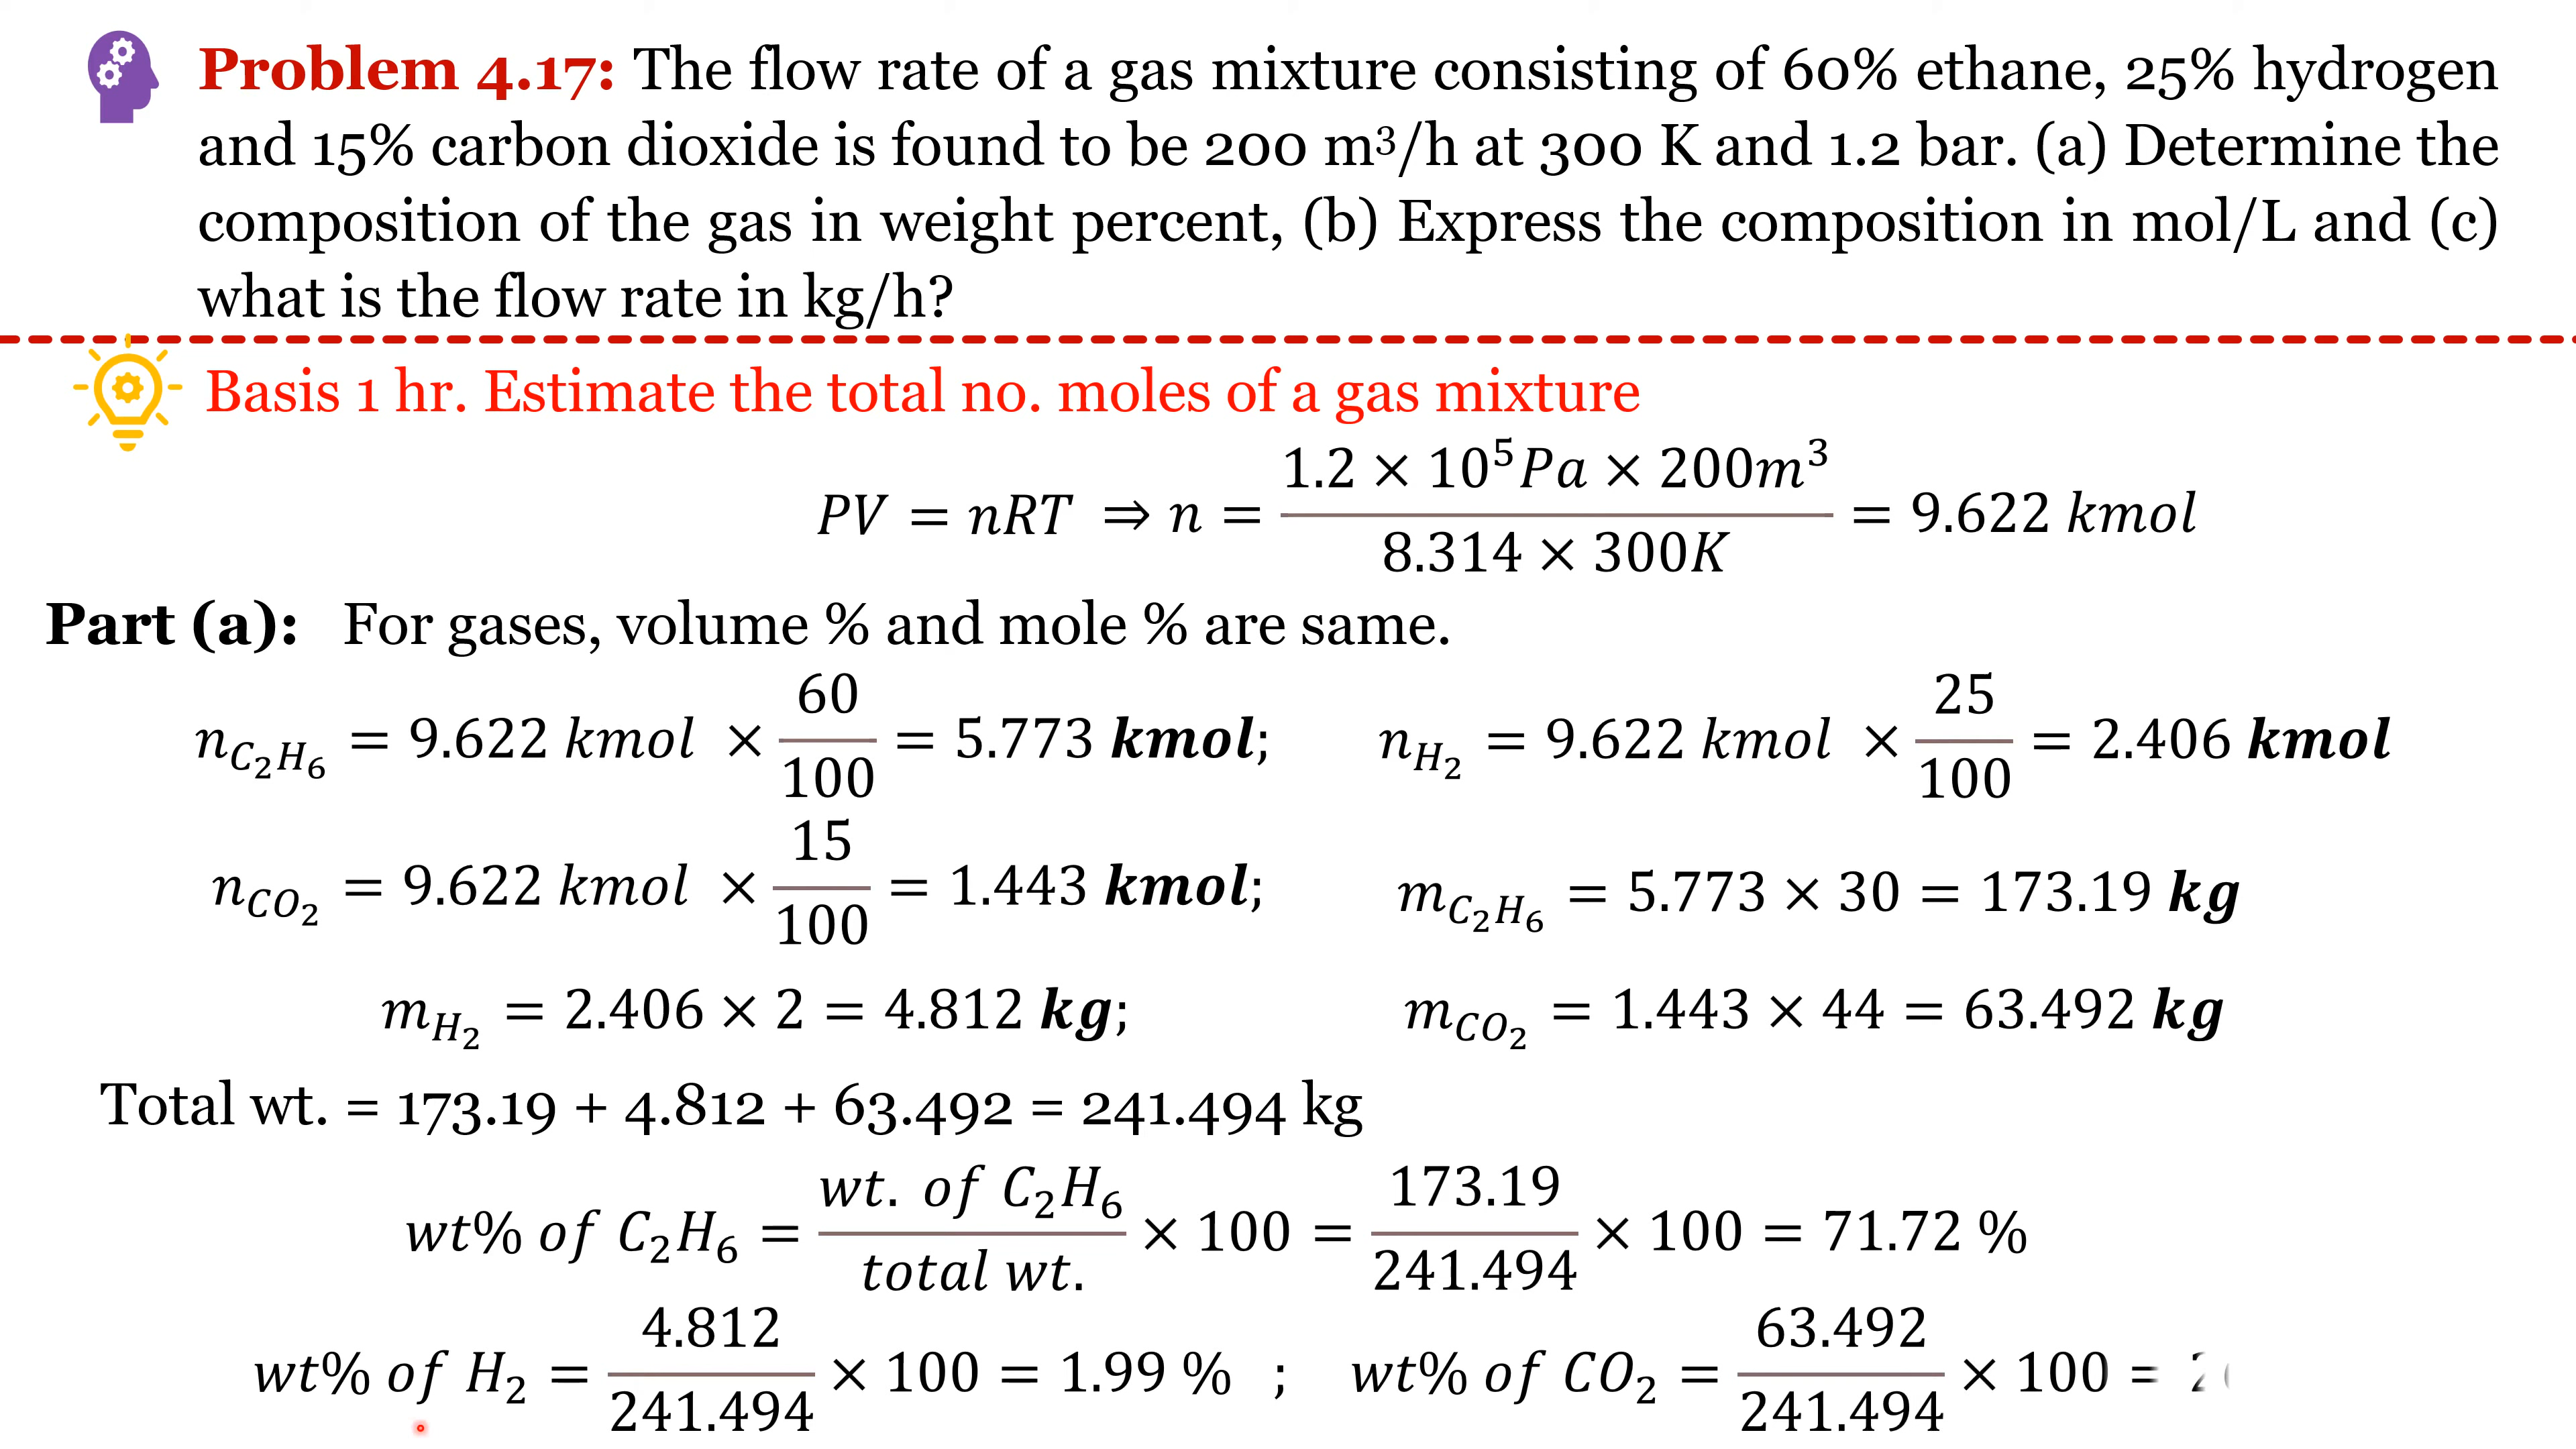 Problem 4.17: The flow rate of a gas mixture consisting of 60% ethane, 25% hydrogen
and 15% carbon dioxide is found to be 200 m³/h at 300 K and 1.2 bar. (a) Determine the
composition of the gas in weight percent, (b) Express the composition in mol/L and (c)
what is the flow rate in kg/h?
Basis 1 hr. Estimate the total no. moles of a gas mixture
PV = nRT ⇒ n = (1.2 × 10⁵Pa × 200m³)/(8.314 × 300K) = 9.622 kmol
Part (a): For gases, volume % and mole % are same.
n_C₂H₆ = 9.622 kmol × 60/100 = 5.773 kmol; n_H₂ = 9.622 kmol × 25/100 = 2.406 kmol
n_CO₂ = 9.622 kmol × 15/100 = 1.443 kmol; m_C₂H₆ = 5.773 × 30 = 173.19 kg
m_H₂ = 2.406 × 2 = 4.812 kg; m_CO₂ = 1.443 × 44 = 63.492 kg
Total wt. = 173.19 + 4.812 + 63.492 = 241.494 kg
wt% of C₂H₆ = (wt. of C₂H₆)/(total wt.) × 100 = 173.19/241.494 × 100 = 71.72 %
wt% of H₂ = 4.812/241.494 × 100 = 1.99 % ; wt% of CO₂ = 63.492/241.494 × 100 =